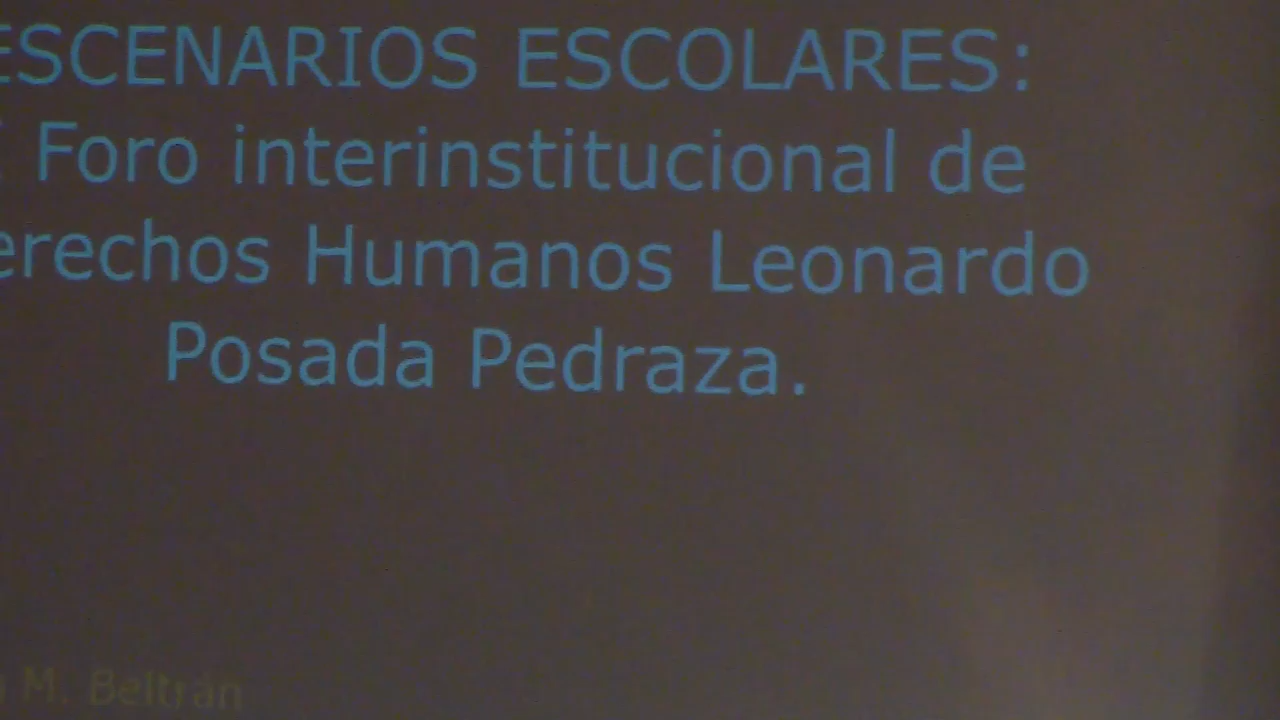 ESCENARIOS ESCOLARES:
Foro interinstitucional de
erechos Humanos Leonardo
Posada Pedraza.
M. Beltrán